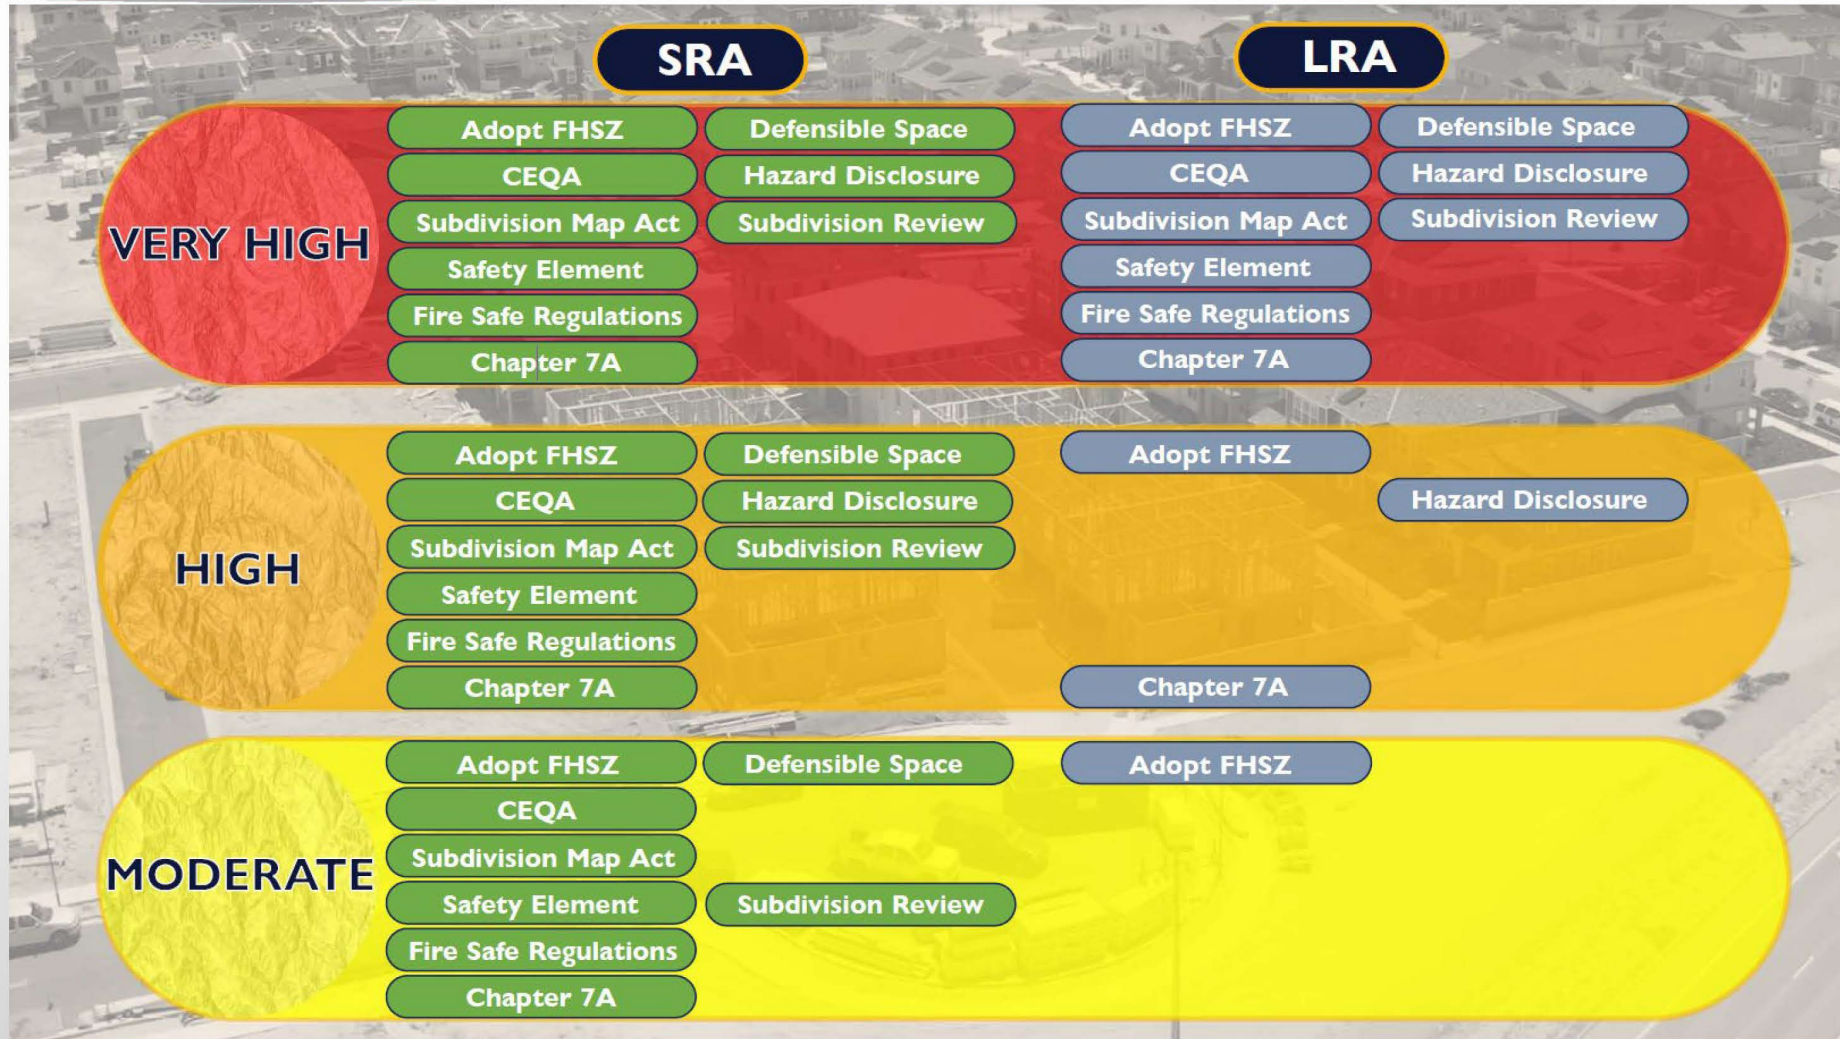 SRA
LRA
VERY HIGH
Adopt FHSZ
Defensible Space
Adopt FHSZ
Defensible Space
CEQA
Hazard Disclosure
CEQA
Hazard Disclosure
Subdivision Map Act
Subdivision Review
Subdivision Map Act
Subdivision Review
Safety Element
Safety Element
Fire Safe Regulations
Fire Safe Regulations
Chapter 7A
Chapter 7A
HIGH
Adopt FHSZ
Defensible Space
Adopt FHSZ
CEQA
Hazard Disclosure
Hazard Disclosure
Subdivision Map Act
Subdivision Review
Safety Element
Fire Safe Regulations
Chapter 7A
Chapter 7A
MODERATE
Adopt FHSZ
Defensible Space
Adopt FHSZ
CEQA
Subdivision Map Act
Safety Element
Subdivision Review
Fire Safe Regulations
Chapter 7A